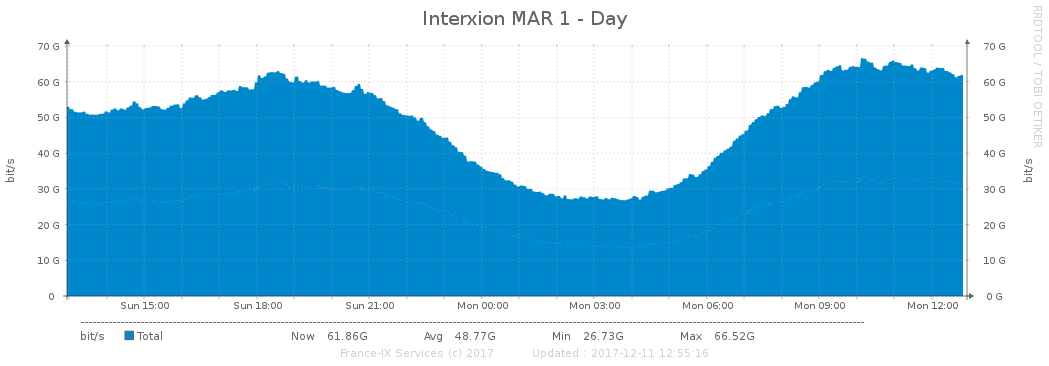 Interxion MAR 1 - Day
RRDTOOL / TOBI OETIKER
70 G 70 G
60 G 60 G
50 G 50 G
40 G 40 G
30 G 30 G
20 G 20 G
10 G 10 G
0 0 G
bit/s bit/s
Sun 15:00 Sun 18:00 Sun 21:00 Mon 00:00 Mon 03:00 Mon 06:00 Mon 09:00 Mon 12:00
bit/s Total Now 61.86G Avg 48.77G Min 26.73G Max 66.52G
France-IX Services (c) 2017 Updated : 2017-12-11 12:55:16